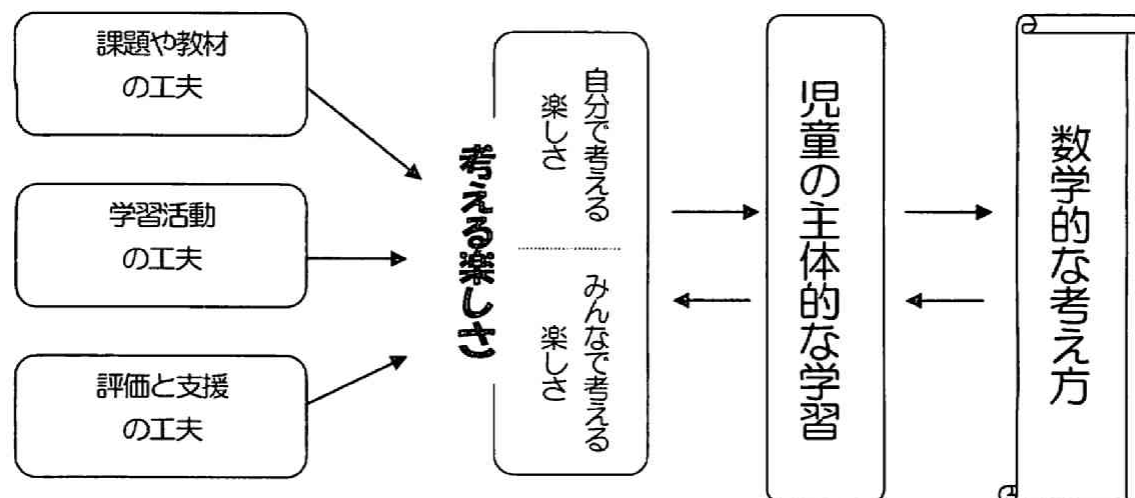 課題や教材
の工夫
学習活動
の工夫
評価と支援
の工夫
考える楽しさ
自分で考える
楽しさ
みんなで考える
楽しさ
児童の主体的な学習
数学的な考え方